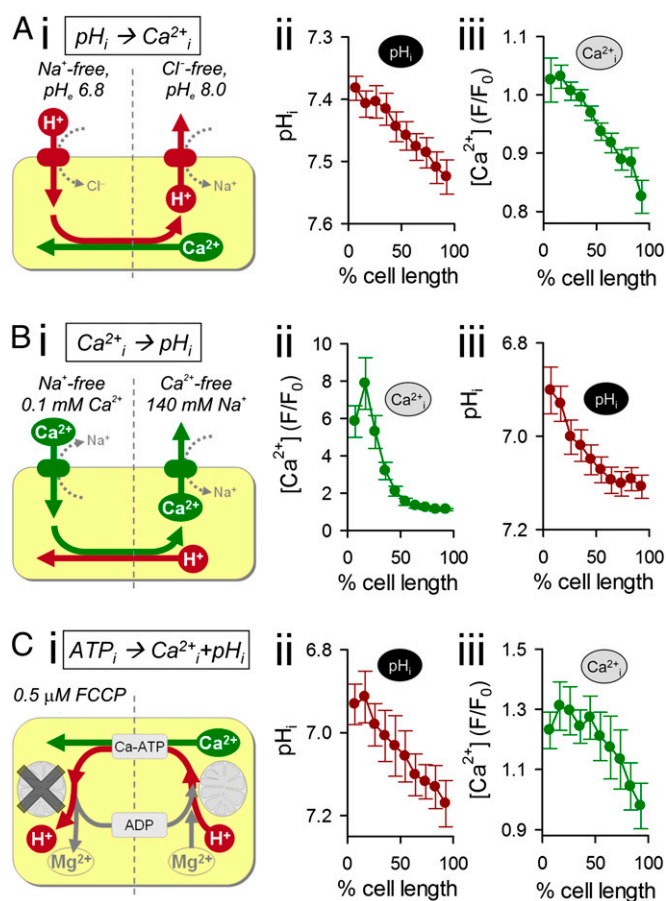 A i pHi → Ca²⁺i
Na⁺-free, pHe 6.8
Cl⁻-free, pHe 8.0
H⁺
Cl⁻
H⁺
Na⁺
Ca²⁺
ii
pHi
7.3
7.4
7.5
7.6
pHi
0 50 100
% cell length
iii
Ca²⁺i
1.1
1.0
0.9
0.8
[Ca²⁺] (F/F₀)
0 50 100
% cell length
B i Ca²⁺i → pHi
Na⁺-free
0.1 mM Ca²⁺
Ca²⁺-free
140 mM Na⁺
Ca²⁺
Na⁺
Ca²⁺
Na⁺
H⁺
ii
Ca²⁺i
10
8
6
4
2
0
[Ca²⁺] (F/F₀)
0 50 100
% cell length
iii
pHi
6.8
7.0
7.2
pHi
0 50 100
% cell length
C i ATPi → Ca²⁺i+pHi
0.5 μM FCCP
Ca-ATP
Ca²⁺
H⁺
ADP
H⁺
Mg²⁺
Mg²⁺
ii
pHi
6.8
7.0
7.2
pHi
0 50 100
% cell length
iii
Ca²⁺i
1.5
1.3
1.1
0.9
[Ca²⁺] (F/F₀)
0 50 100
% cell length